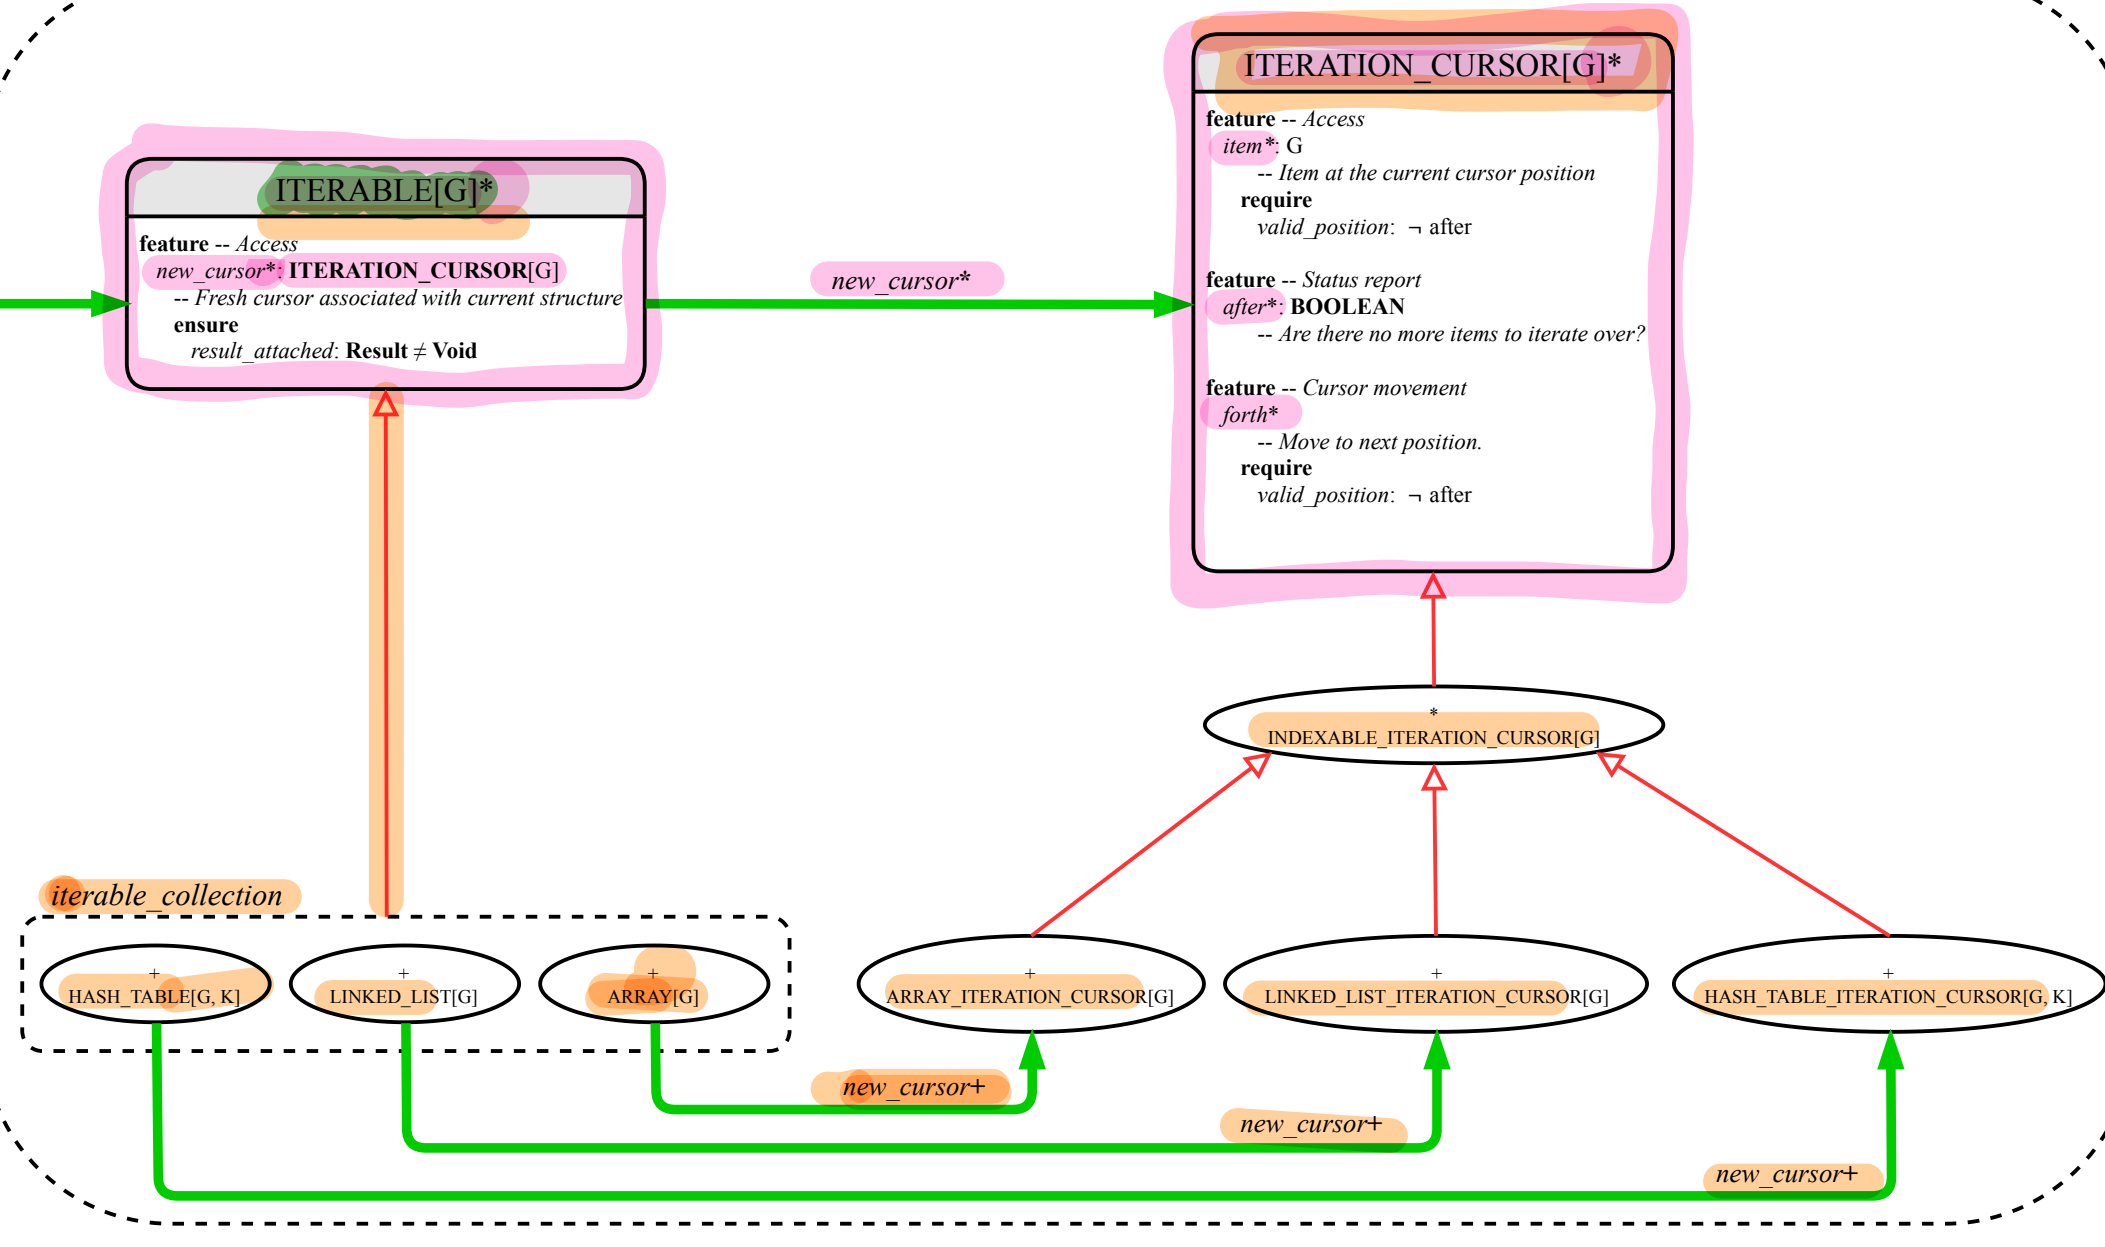 ITERABLE[G]*
feature -- Access
new_cursor*: ITERATION_CURSOR[G]
-- Fresh cursor associated with current structure
ensure
result_attached: Result ≠ Void
new_cursor*
ITERATION_CURSOR[G]*
feature -- Access
item*: G
-- Item at the current cursor position
require
valid_position: ¬ after
feature -- Status report
after*: BOOLEAN
-- Are there no more items to iterate over?
feature -- Cursor movement
forth*
-- Move to next position.
require
valid_position: ¬ after
*
INDEXABLE_ITERATION_CURSOR[G]
iterable_collection
+
HASH_TABLE[G, K]
+
LINKED_LIST[G]
+
ARRAY[G]
+
ARRAY_ITERATION_CURSOR[G]
+
LINKED_LIST_ITERATION_CURSOR[G]
+
HASH_TABLE_ITERATION_CURSOR[G, K]
new_cursor+
new_cursor+
new_cursor+